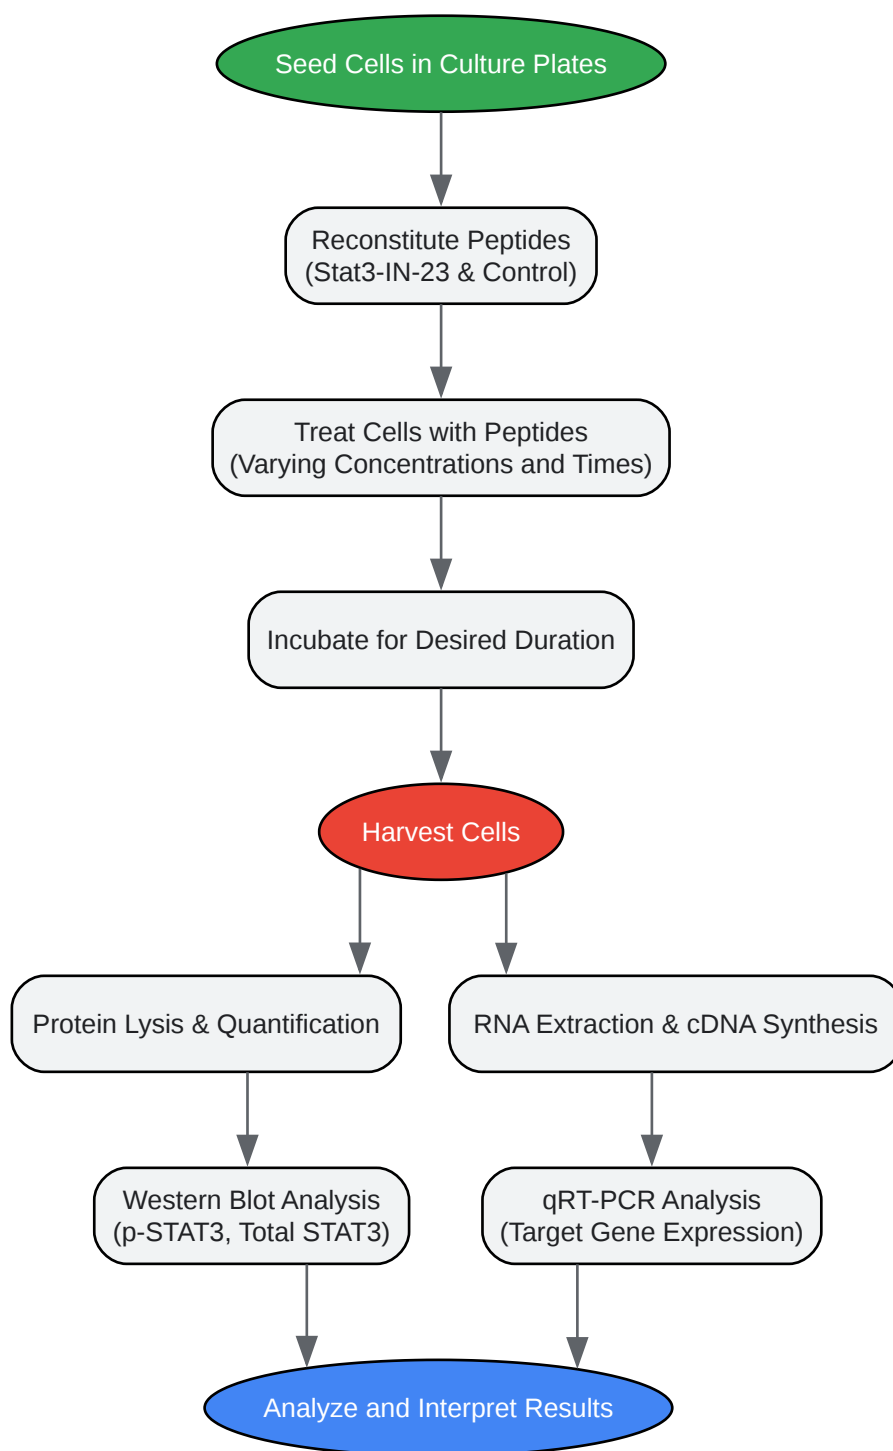 Seed Cells in Culture Plates
Reconstitute Peptides
(Stat3-IN-23 & Control)
Treat Cells with Peptides
(Varying Concentrations and Times)
Incubate for Desired Duration
Harvest Cells
Protein Lysis & Quantification
RNA Extraction & cDNA Synthesis
Western Blot Analysis
(p-STAT3, Total STAT3)
qRT-PCR Analysis
(Target Gene Expression)
Analyze and Interpret Results